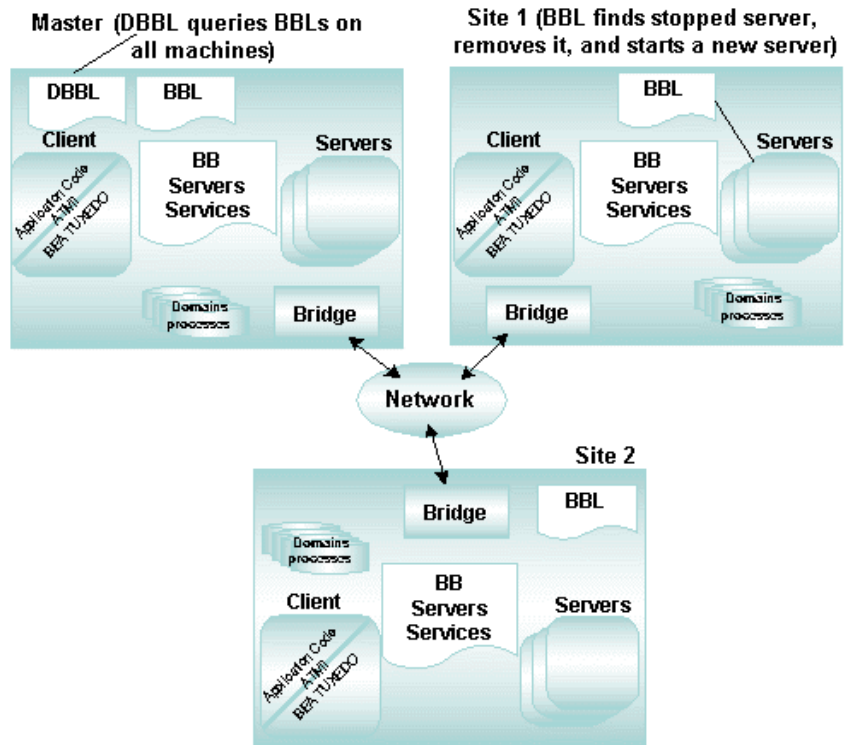 Master (DBBL queries BBLs on
all machines)
DBBL
BBL
Client
Application Code
ATMI
BEA TUXEDO
BB
Servers
Services
Servers
Domains
processes
Bridge
Site 1 (BBL finds stopped server,
removes it, and starts a new server)
BBL
Client
Application Code
ATMI
BEA TUXEDO
BB
Servers
Services
Servers
Bridge
Domains
processes
Network
Site 2
Bridge
BBL
Domains
processes
Client
Application Code
ATMI
BEA TUXEDO
BB
Servers
Services
Servers